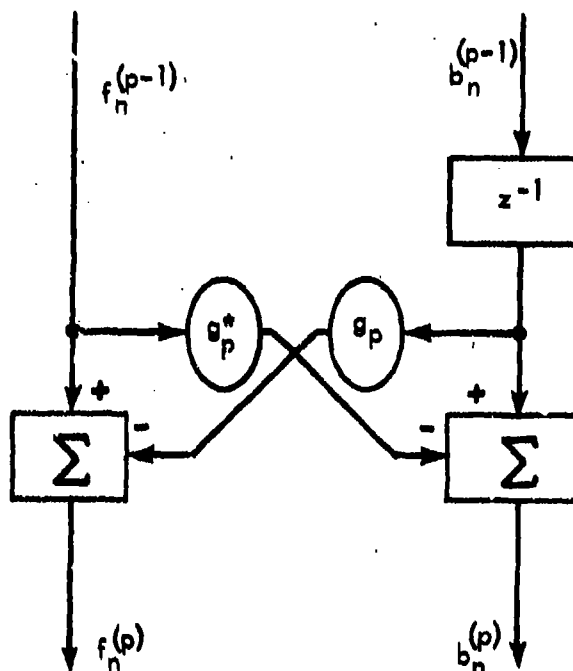 f_n^(p-1)
b_n^(p-1)
z^-1
g_p^*
g_p
+
+
-
-
Σ
Σ
f_n^(p)
b_n^(p)